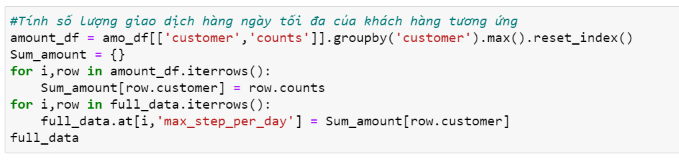 #Tính số lượng giao dịch hàng ngày tối đa của khách hàng tương ứng
amount_df = amo_df[['customer','counts']].groupby('customer').max().reset_index()
Sum_amount = {}
for i,row in amount_df.iterrows():
    Sum_amount[row.customer] = row.counts
for i,row in full_data.iterrows():
    full_data.at[i,'max_step_per_day'] = Sum_amount[row.customer]
full_data